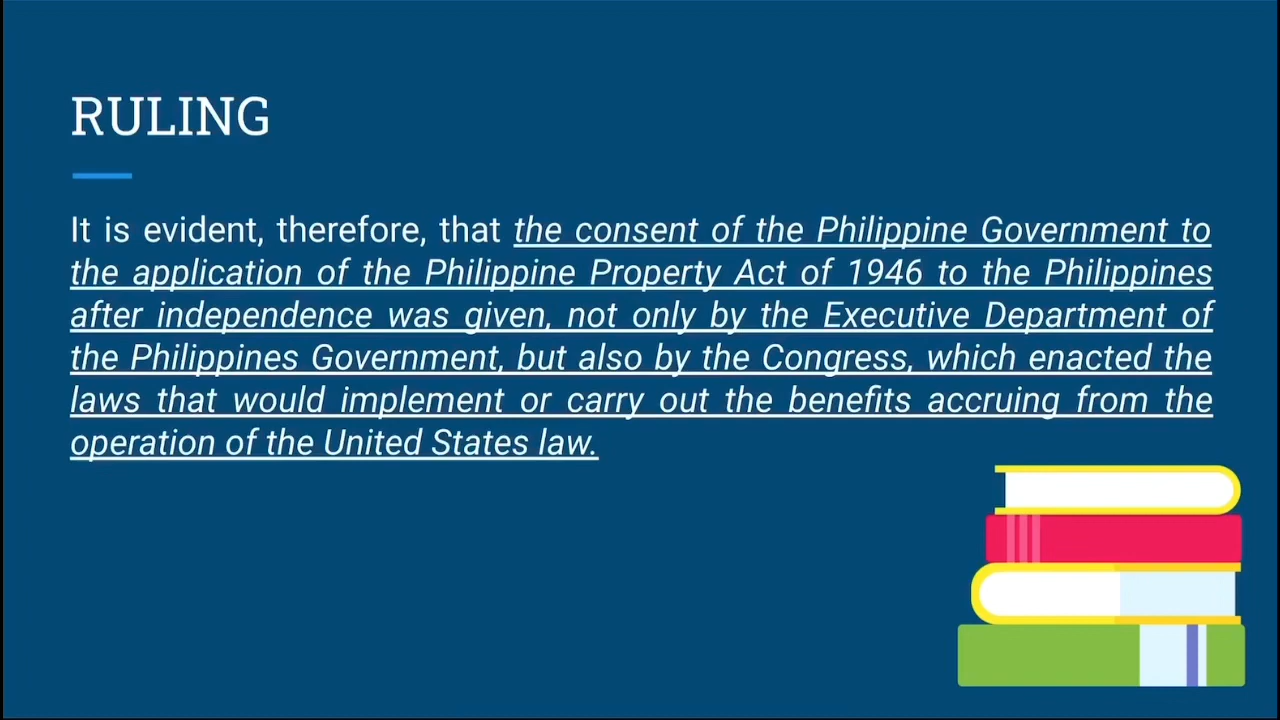 RULING
It is evident, therefore, that the consent of the Philippine Government to
the application of the Philippine Property Act of 1946 to the Philippines
after independence was given, not only by the Executive Department of
the Philippines Government, but also by the Congress, which enacted the
laws that would implement or carry out the benefits accruing from the
operation of the United States law.